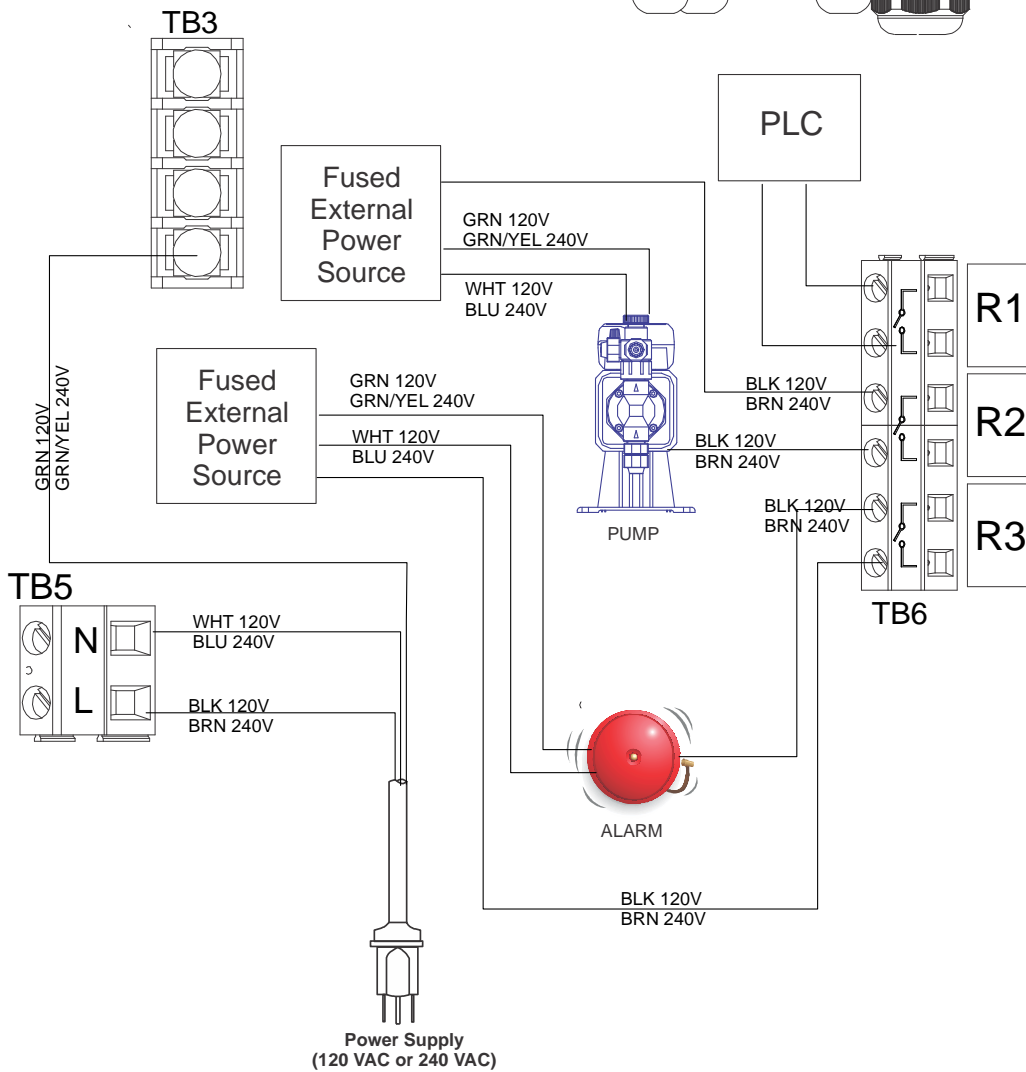 TB3
PLC
Fused
External
Power
Source
GRN 120V
GRN/YEL 240V
WHT 120V
BLU 240V
R1
Fused
External
Power
Source
GRN 120V
GRN/YEL 240V
WHT 120V
BLU 240V
BLK 120V
BRN 240V
R2
GRN 120V
GRN/YEL 240V
BLK 120V
BRN 240V
BLK 120V
BRN 240V
R3
PUMP
TB5
TB6
N
WHT 120V
BLU 240V
L
BLK 120V
BRN 240V
ALARM
BLK 120V
BRN 240V
Power Supply
(120 VAC or 240 VAC)